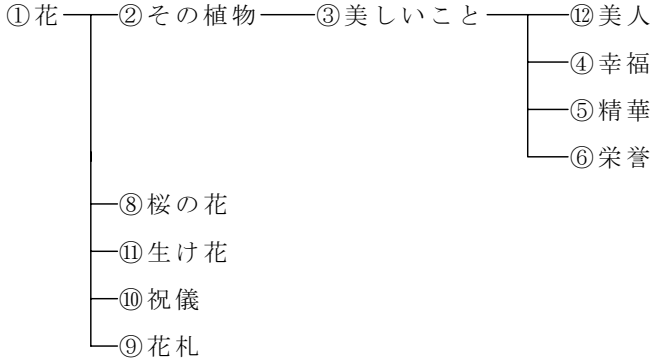 ①花 ②その植物 ③美しいこと ⑫美人
④幸福
⑤精華
⑥栄誉
⑧桜の花
⑪生け花
⑩祝儀
⑨花札